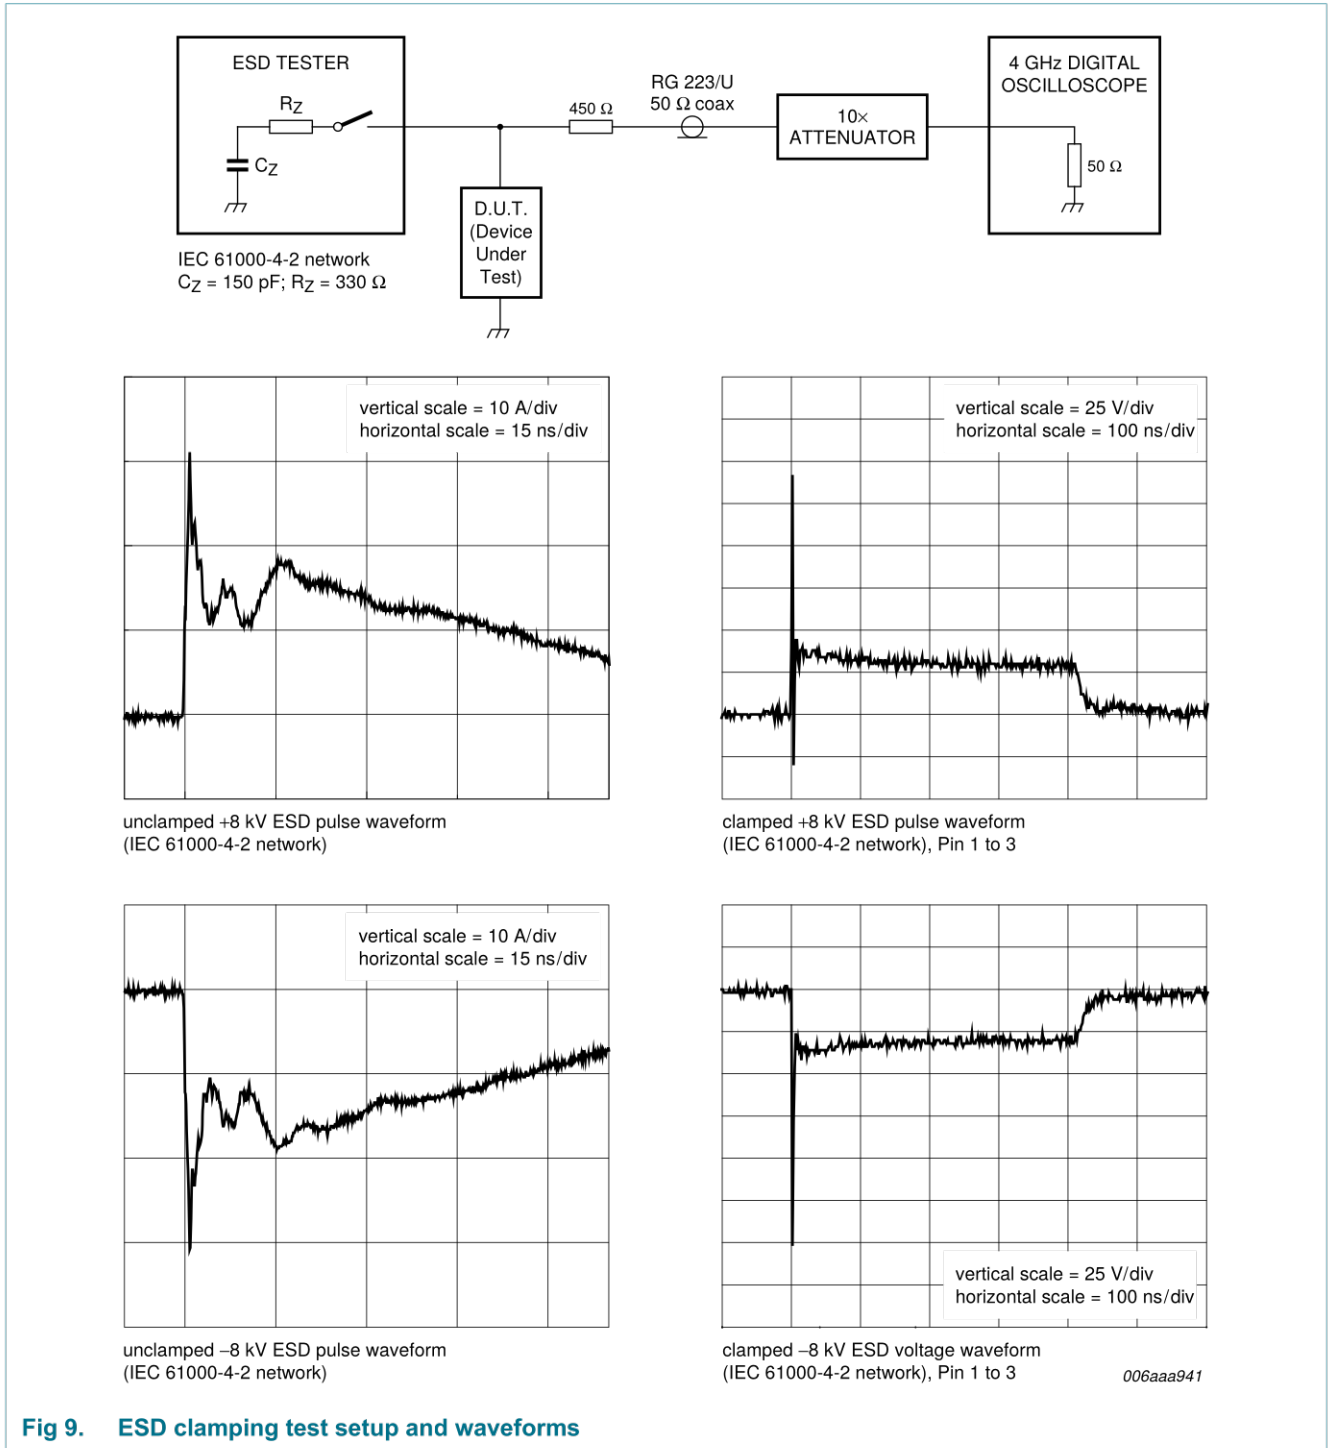 ESD TESTER
RZ
CZ
IEC 61000-4-2 network
CZ = 150 pF; RZ = 330 Ω
D.U.T.
(Device
Under
Test)
450 Ω
RG 223/U
50 Ω coax
10×
ATTENUATOR
4 GHz DIGITAL
OSCILLOSCOPE
50 Ω
vertical scale = 10 A/div
horizontal scale = 15 ns/div
unclamped +8 kV ESD pulse waveform
(IEC 61000-4-2 network)
vertical scale = 25 V/div
horizontal scale = 100 ns/div
clamped +8 kV ESD pulse waveform
(IEC 61000-4-2 network), Pin 1 to 3
vertical scale = 10 A/div
horizontal scale = 15 ns/div
unclamped −8 kV ESD pulse waveform
(IEC 61000-4-2 network)
vertical scale = 25 V/div
horizontal scale = 100 ns/div
clamped −8 kV ESD voltage waveform
(IEC 61000-4-2 network), Pin 1 to 3
006aaa941
Fig 9. ESD clamping test setup and waveforms